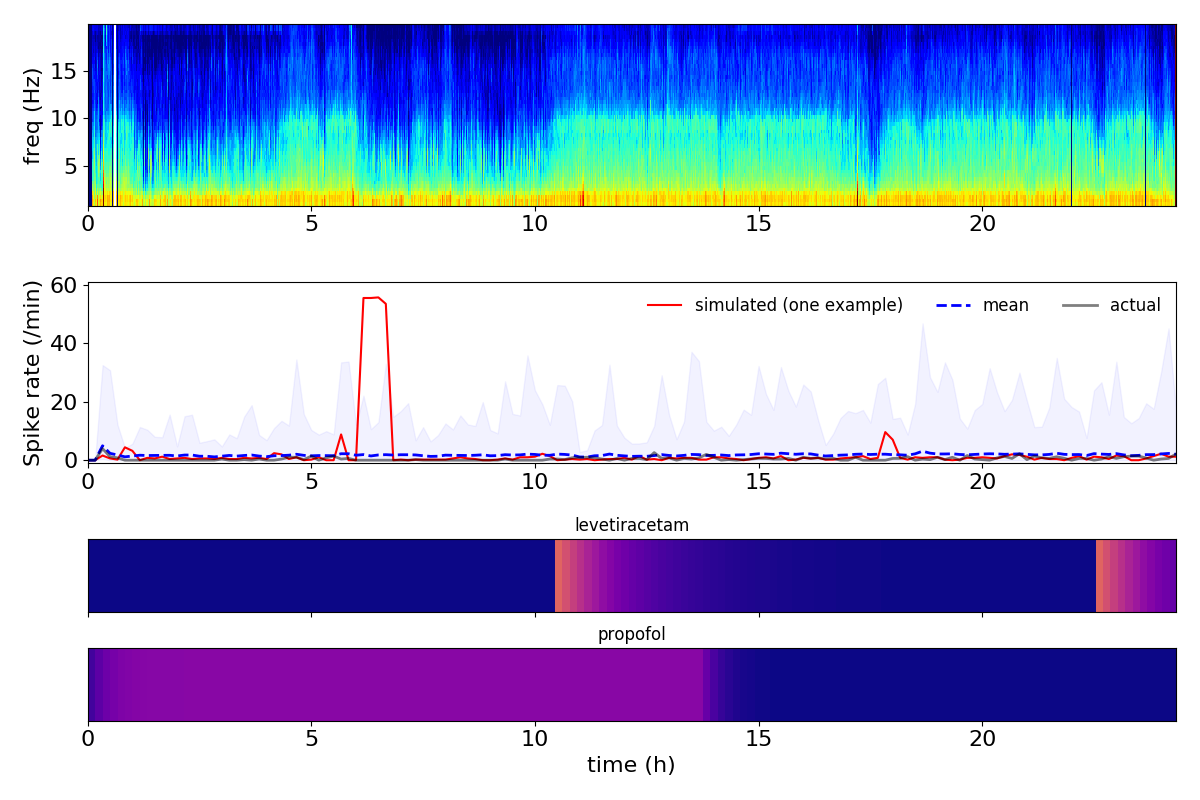 freq (Hz)
15
10
5
0 5 10 15 20
Spike rate (/min)
60
40
20
0
simulated (one example) mean actual
0 5 10 15 20
levetiracetam
propofol
0 5 10 15 20
time (h)